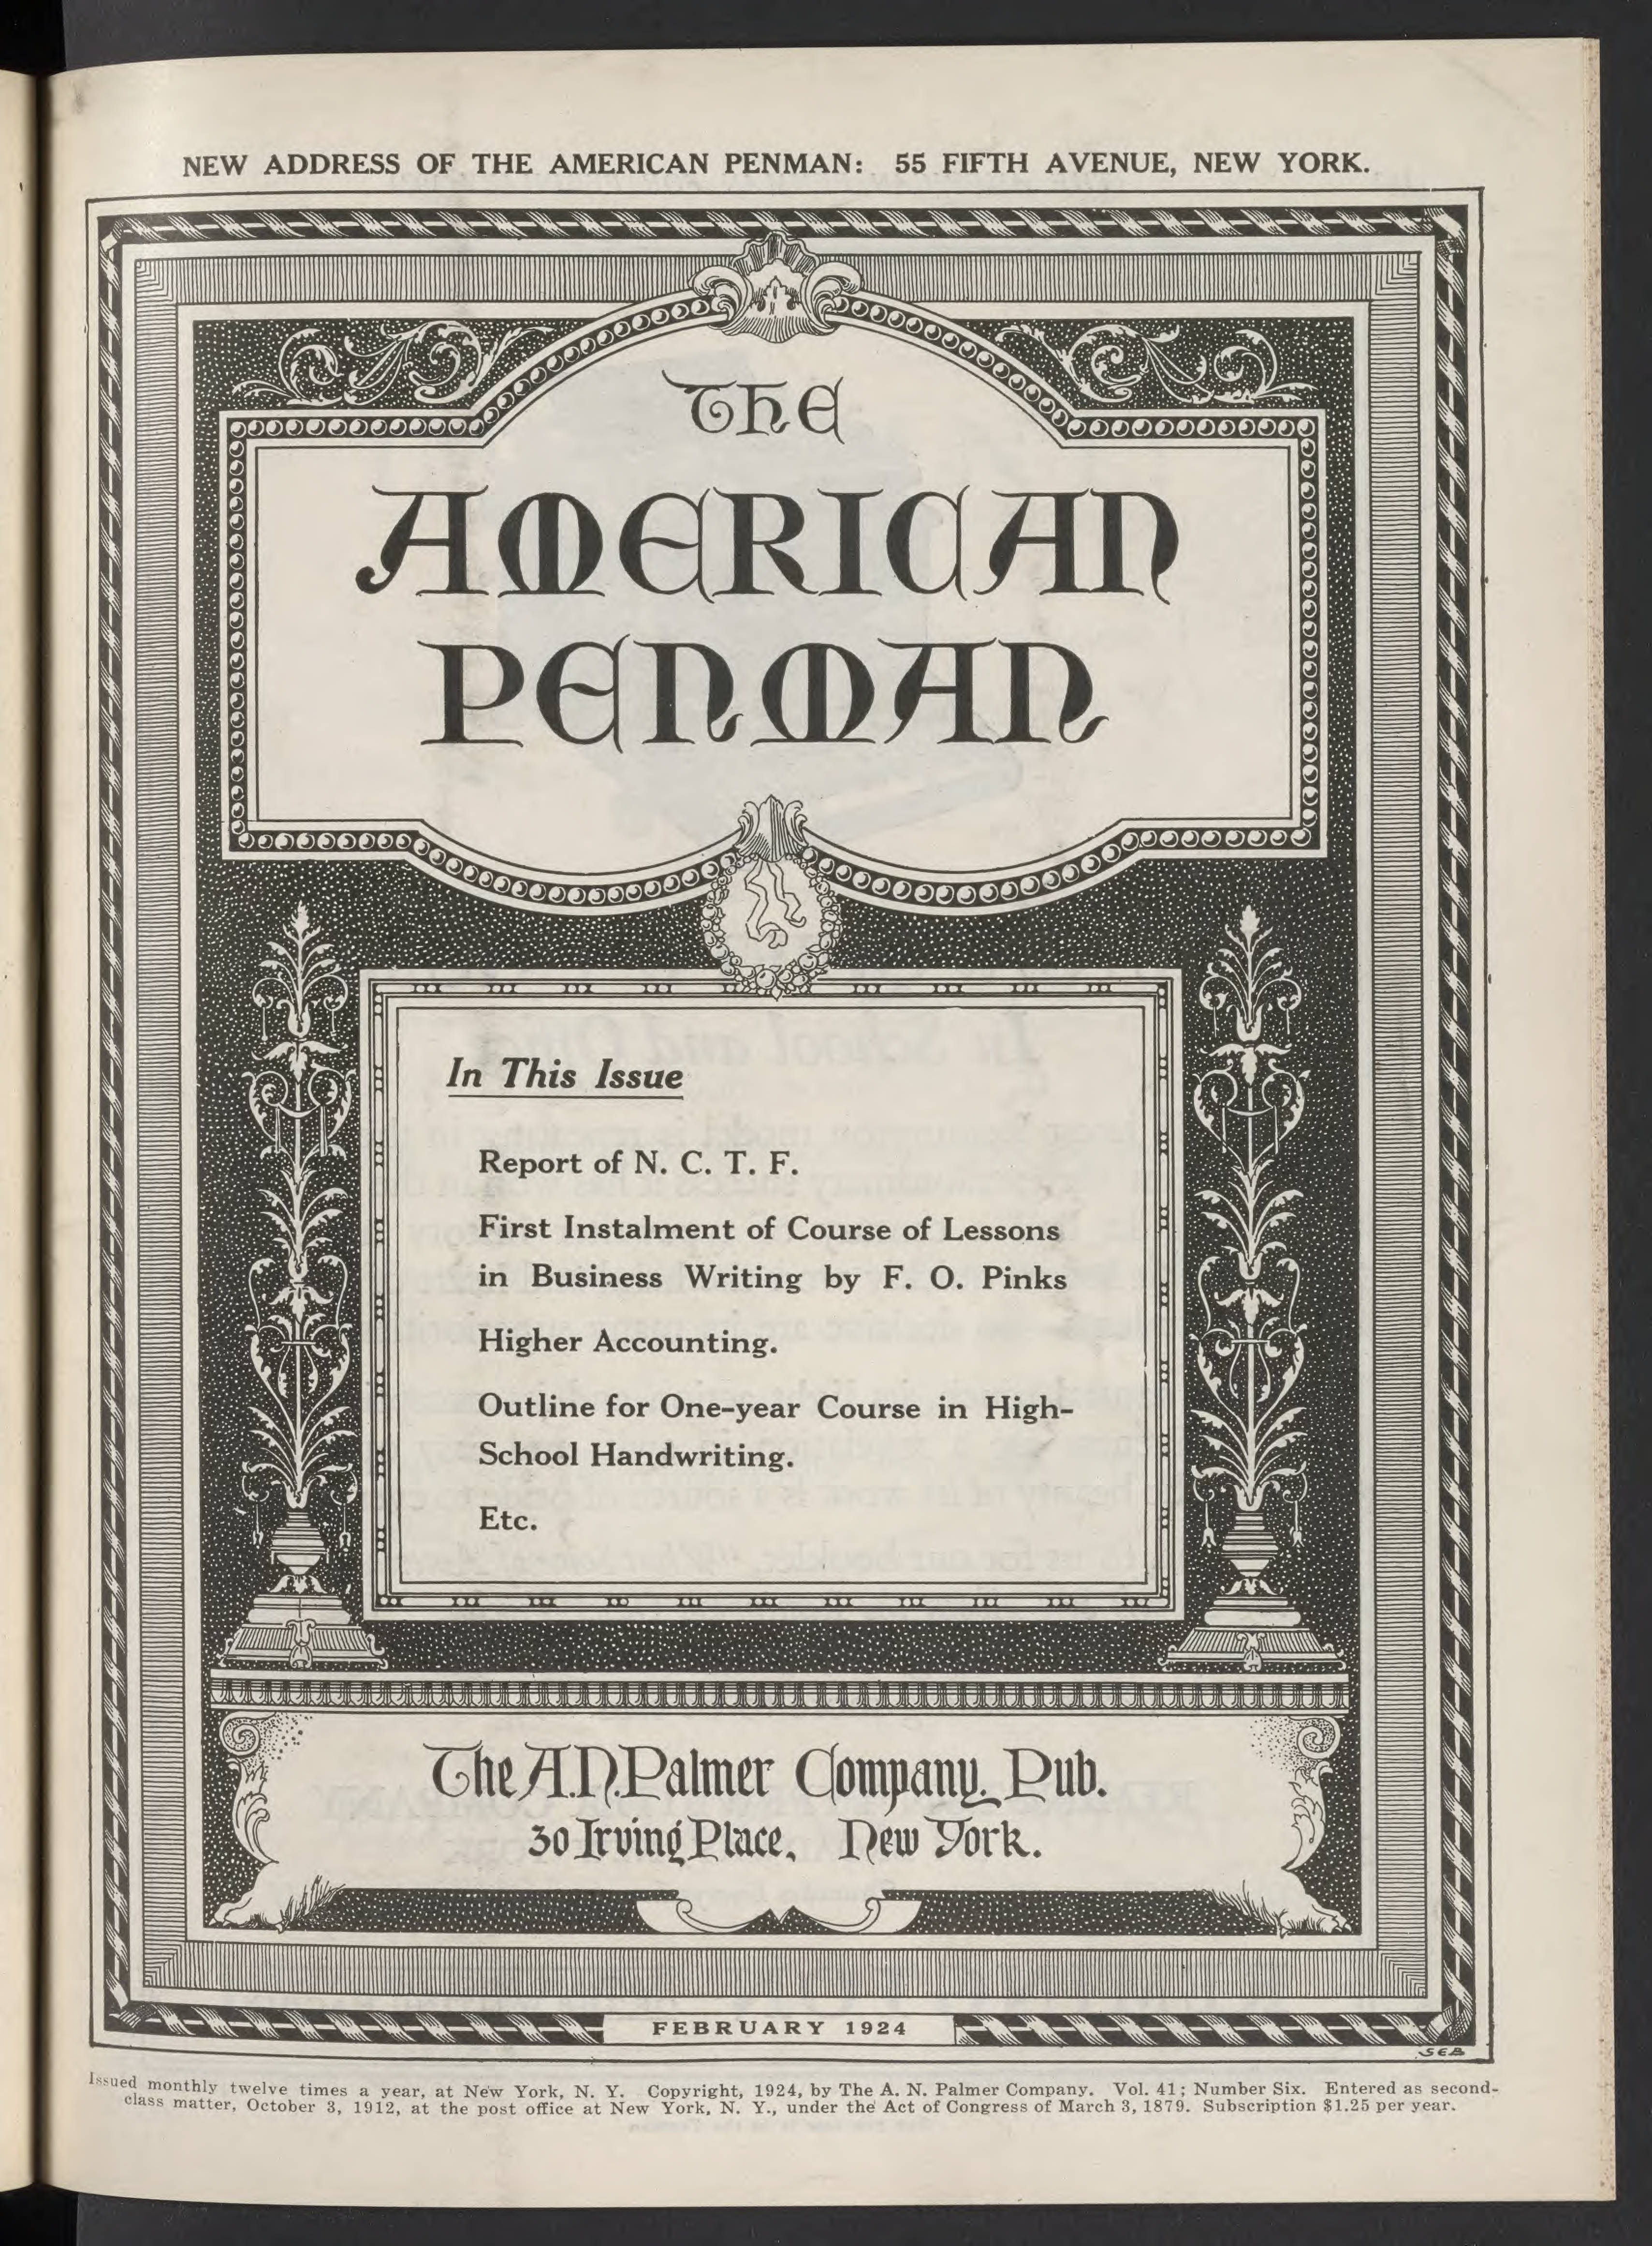 NEW ADDRESS OF THE AMERICAN PENMAN: 55 FIFTH AVENUE, NEW YORK.
THE
AMERICAN
PENMAN
In This Issue
Report of N. C. T. F.
First Instalment of Course of Lessons
in Business Writing by F. O. Pinks
Higher Accounting.
Outline for One-year Course in High-
School Handwriting.
Etc.
The A.N. Palmer Company. Pub.
30 Irving Place, New York.
FEBRUARY 1924
SEB
Issued monthly twelve times a year, at New York, N. Y. Copyright, 1924, by The A. N. Palmer Company. Vol. 41; Number Six. Entered as second-
class matter, October 3, 1912, at the post office at New York, N. Y., under the Act of Congress of March 3, 1879. Subscription $1.25 per year.